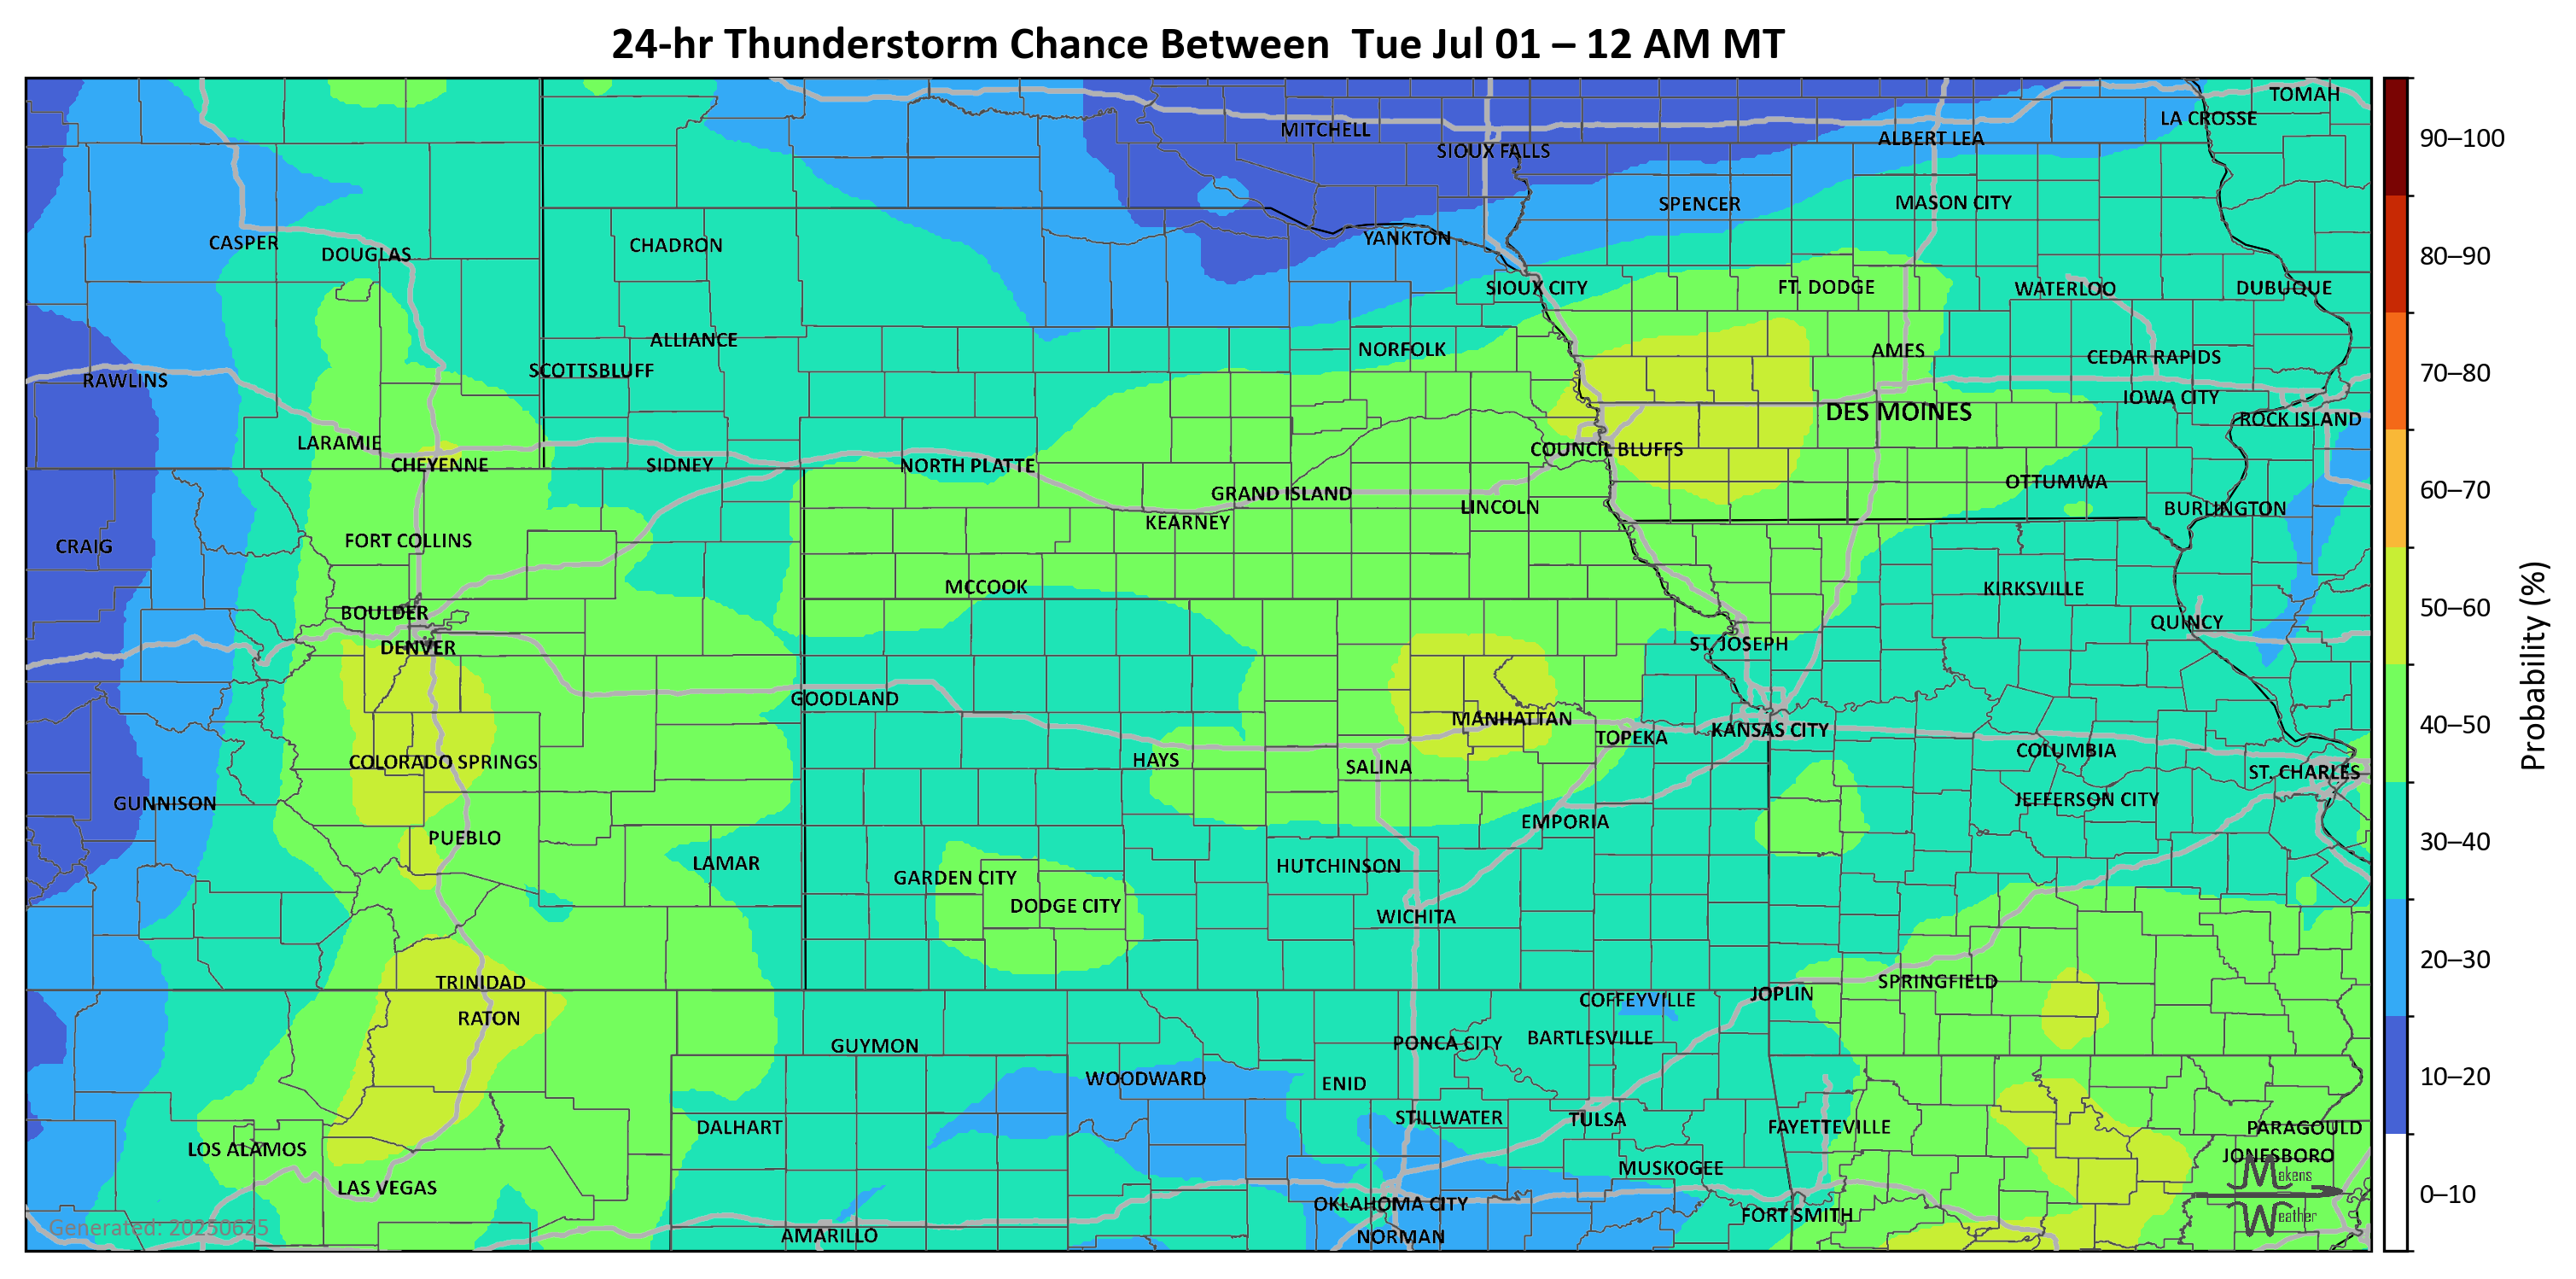 24-hr Thunderstorm Chance Between  Tue Jul 01 – 12 AM MT
TOMAH
LA CROSSE
MITCHELL
ALBERT LEA
SIOUX FALLS
SPENCER
MASON CITY
CASPER
DOUGLAS
CHADRON
YANKTON
SIOUX CITY
FT. DODGE
WATERLOO
DUBUQUE
ALLIANCE
NORFOLK
AMES
CEDAR RAPIDS
RAWLINS
SCOTTSBLUFF
IOWA CITY
DES MOINES
ROCK ISLAND
LARAMIE
CHEYENNE
SIDNEY
NORTH PLATTE
COUNCIL BLUFFS
GRAND ISLAND
LINCOLN
OTTUMWA
BURLINGTON
KEARNEY
CRAIG
FORT COLLINS
MCCOOK
KIRKSVILLE
BOULDER
QUINCY
DENVER
ST. JOSEPH
GOODLAND
MANHATTAN
TOPEKA
KANSAS CITY
COLUMBIA
COLORADO SPRINGS
HAYS
SALINA
ST. CHARLES
GUNNISON
JEFFERSON CITY
PUEBLO
EMPORIA
LAMAR
GARDEN CITY
HUTCHINSON
DODGE CITY
WICHITA
TRINIDAD
SPRINGFIELD
COFFEYVILLE
JOPLIN
RATON
GUYMON
PONCA CITY
BARTLESVILLE
WOODWARD
ENID
STILLWATER
TULSA
DALHART
FAYETTEVILLE
PARAGOULD
LOS ALAMOS
JONESBORO
MUSKOGEE
LAS VEGAS
OKLAHOMA CITY
FORT SMITH
AMARILLO
NORMAN
Generated: 20250625
Makens
Weather
90–100
80–90
70–80
60–70
50–60
40–50
30–40
20–30
10–20
0–10
Probability (%)